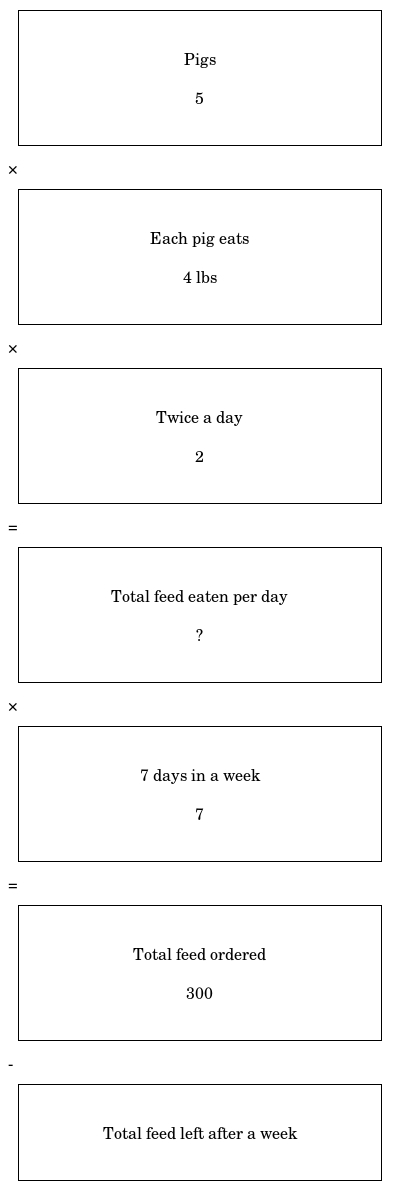 Pigs
5
×
Each pig eats
4 lbs
×
Twice a day
2
=
Total feed eaten per day
?
×
7 days in a week
7
=
Total feed ordered
300
-
Total feed left after a week